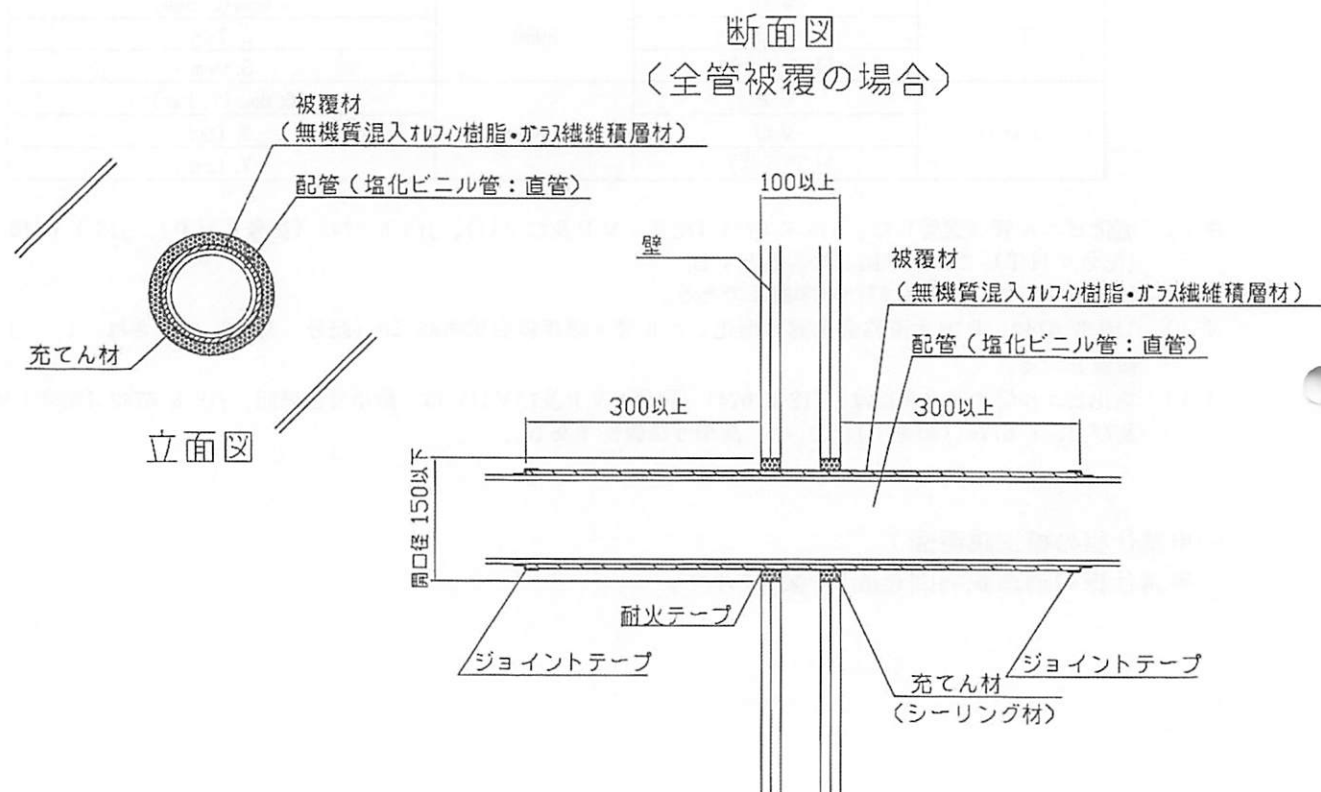 断面図
（全管被覆の場合）
被覆材
（無機質混入オレフィン樹脂・ガラス繊維積層材）
配管（塩化ビニル管：直管）
充てん材
立面図
100以上
壁
被覆材
（無機質混入オレフィン樹脂・ガラス繊維積層材）
配管（塩化ビニル管：直管）
300以上
300以上
開口径 150以下
耐火テープ
ジョイントテープ
ジョイントテープ
充てん材
（シーリング材）